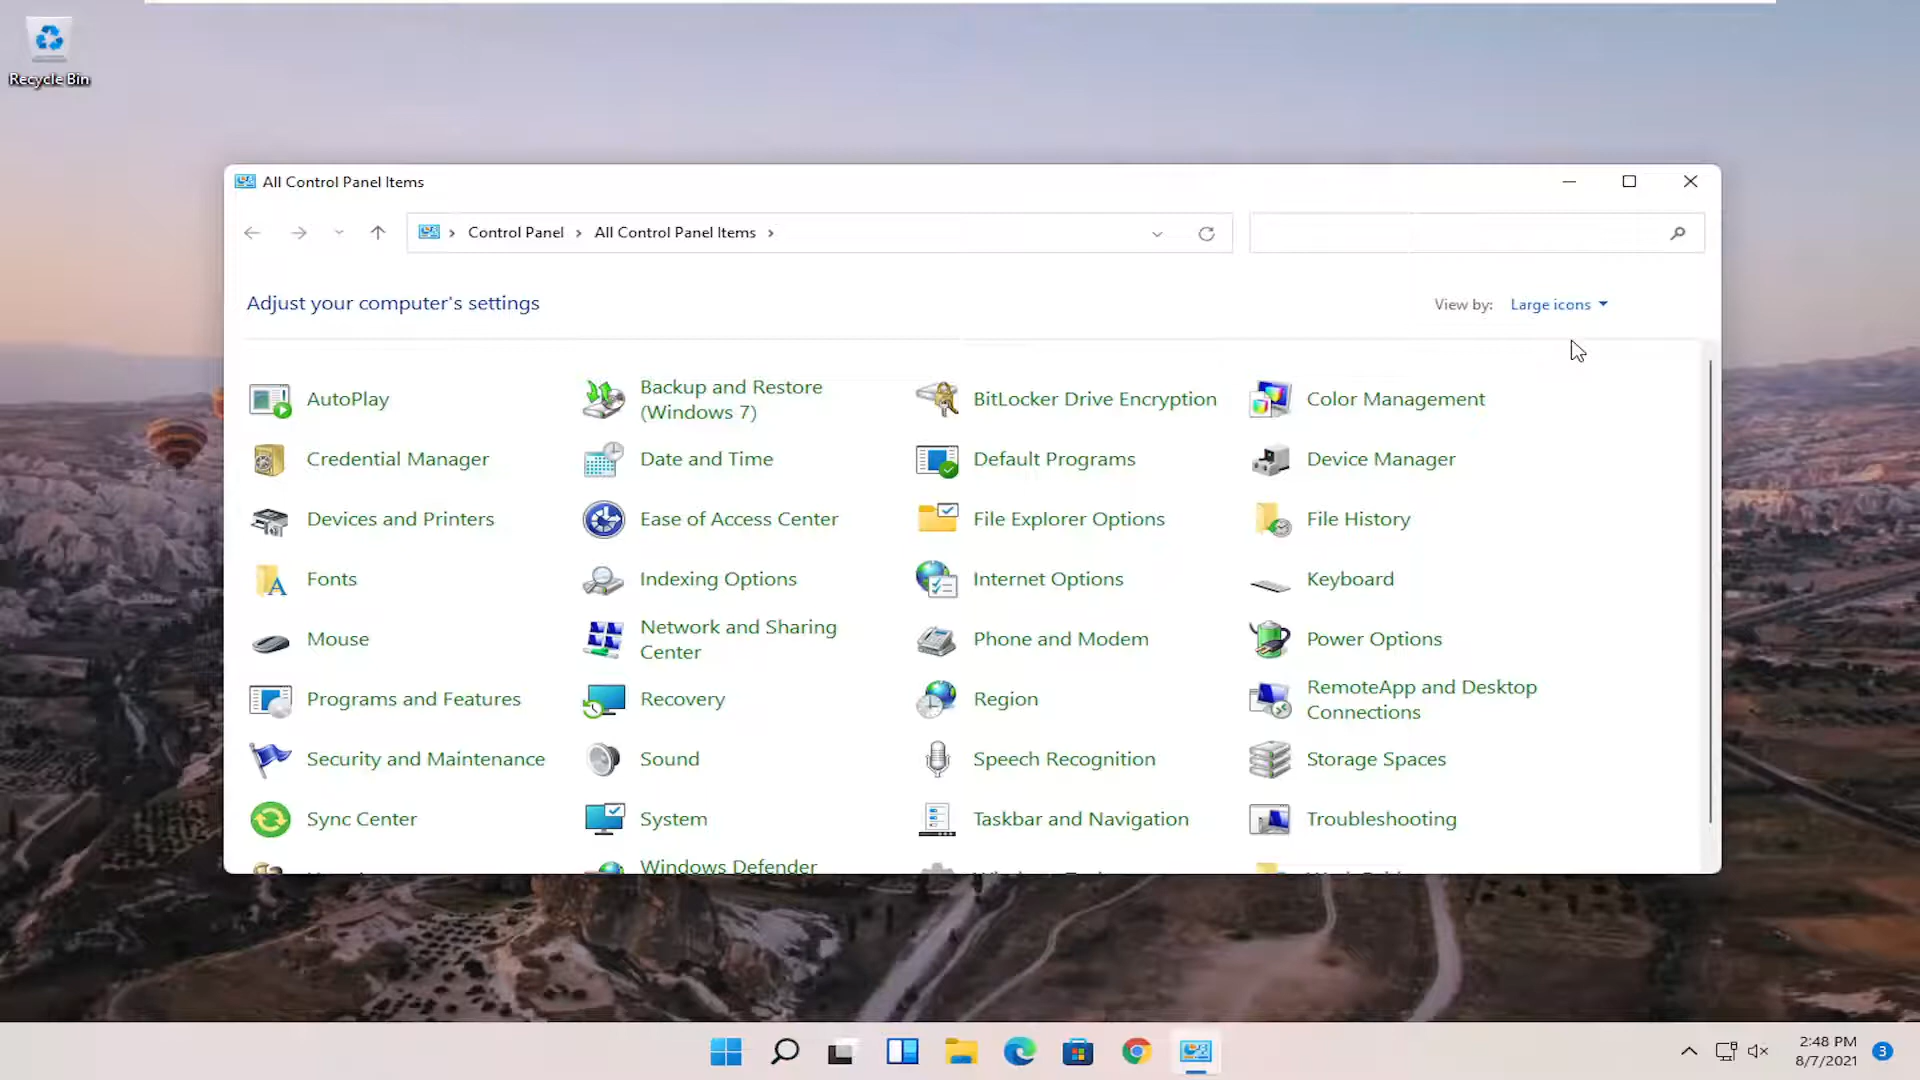 Recycle Bin
All Control Panel Items
Control Panel
All Control Panel Items
Adjust your computer's settings
View by:
Large icons
AutoPlay
Backup and Restore
(Windows 7)
BitLocker Drive Encryption
Color Management
Credential Manager
Date and Time
Default Programs
Device Manager
Devices and Printers
Ease of Access Center
File Explorer Options
File History
Fonts
Indexing Options
Internet Options
Keyboard
Mouse
Network and Sharing
Center
Phone and Modem
Power Options
Programs and Features
Recovery
Region
RemoteApp and Desktop
Connections
Security and Maintenance
Sound
Speech Recognition
Storage Spaces
Sync Center
System
Taskbar and Navigation
Troubleshooting
Windows Defender
2:48 PM
8/7/2021
3